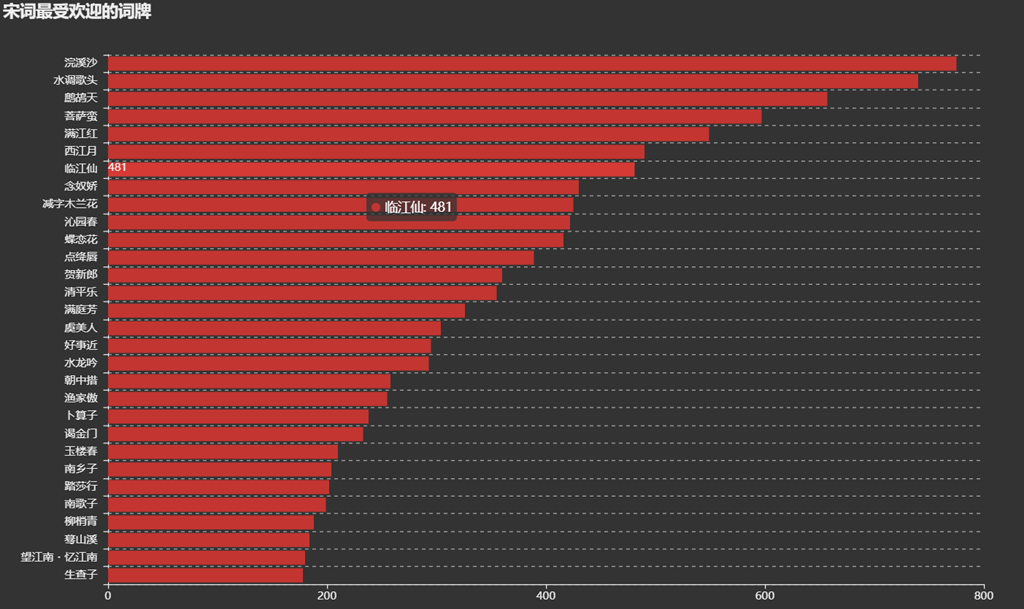 宋词最受欢迎的词牌
浣溪沙
水调歌头
鹧鸪天
菩萨蛮
满江红
西江月
临江仙
481
念奴娇
减字木兰花
临江仙: 481
沁园春
蝶恋花
点绛唇
贺新郎
清平乐
满庭芳
虞美人
好事近
水龙吟
朝中措
渔家傲
卜算子
谒金门
玉楼春
南乡子
踏莎行
南歌子
柳梢青
蓦山溪
望江南·忆江南
生查子
0 200 400 600 800